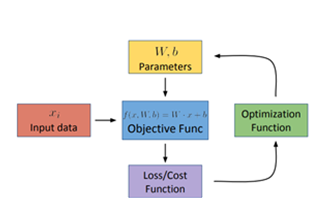 W, b
Parameters
x_i
Input data
f(x, W, b) = W · x + b
Objective Func
Optimization
Function
Loss/Cost
Function